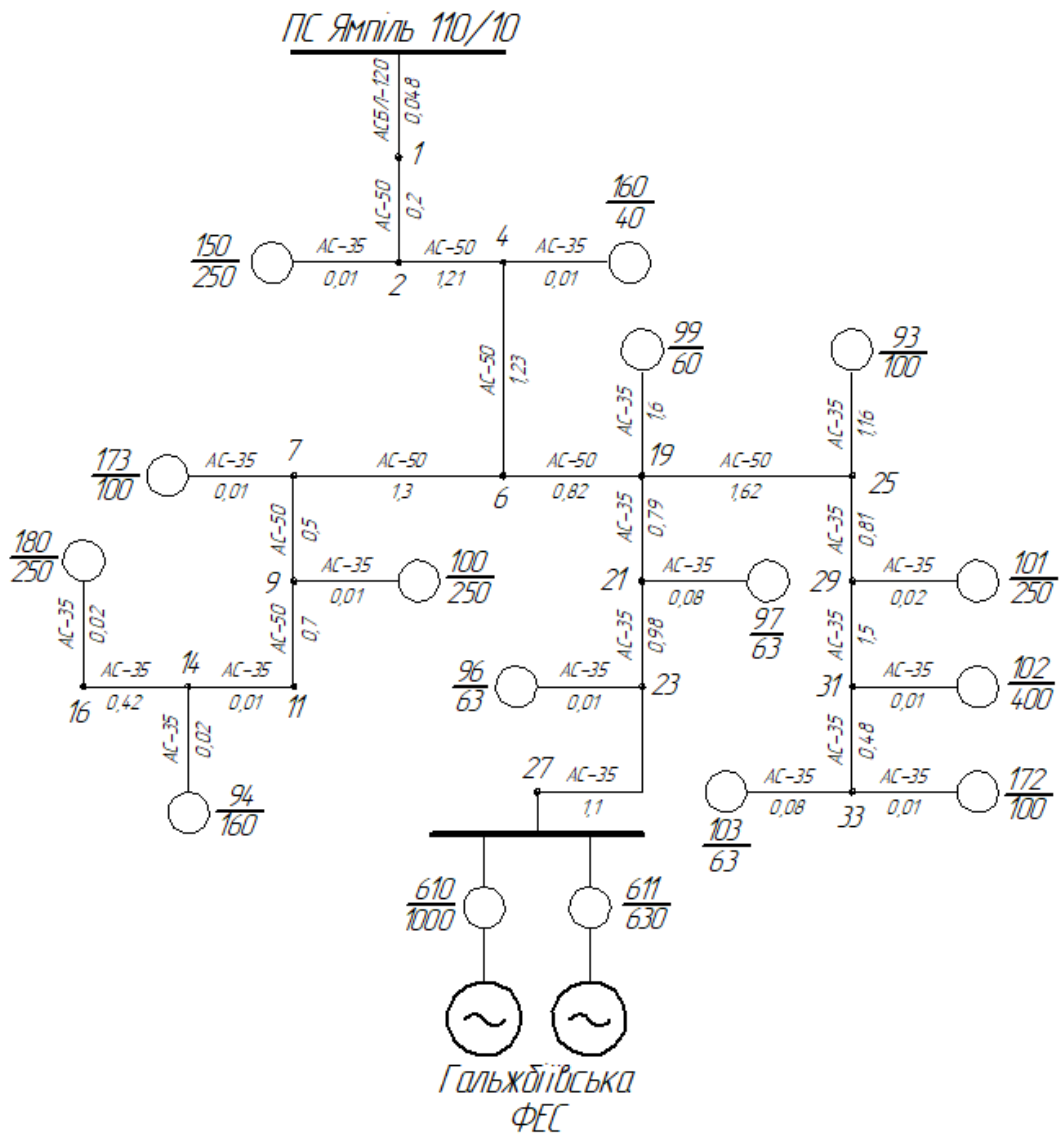 ПС Ямпіль 110/10
АСБЛ-120
0,048
1
АС-50
0,2
160
40
150
250
АС-35
0,01
2
АС-50
1,21
4
АС-35
0,01
АС-50
1,23
99
60
АС-35
1,6
93
100
АС-35
1,16
173
100
АС-35
0,01
7
АС-50
1,3
6
АС-50
0,82
19
АС-50
1,62
25
АС-50
0,5
АС-35
0,79
АС-35
0,81
180
250
АС-35
0,02
9
АС-35
0,01
100
250
21
АС-35
0,08
97
63
29
АС-35
0,02
101
250
АС-50
0,7
АС-35
0,98
АС-35
1,5
16
АС-35
0,42
14
АС-35
0,01
11
96
63
АС-35
0,01
23
31
АС-35
0,01
102
400
АС-35
0,02
94
160
АС-35
0,48
27
АС-35
1,1
103
63
АС-35
0,08
33
АС-35
0,01
172
100
610
1000
611
630
Гальжбіївська
ФЕС